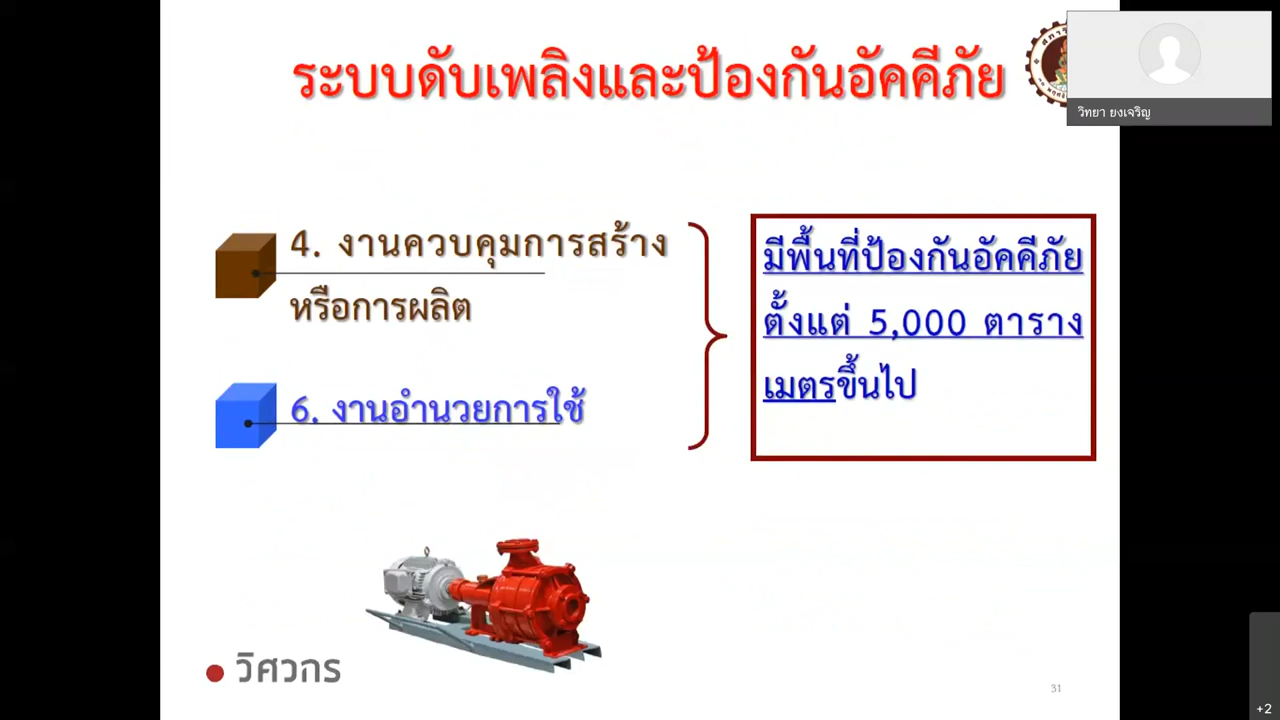 ระบบดับเพลิงและป้องกันอัคคีภัย
วิทยา ยงเจริญ
4. งานควบคุมการสร้าง
หรือการผลิต
6. งานอำนวยการใช้
มีพื้นที่ป้องกันอัคคีภัย
ตั้งแต่ 5,000 ตาราง
เมตรขึ้นไป
วิศวกร
31
+2